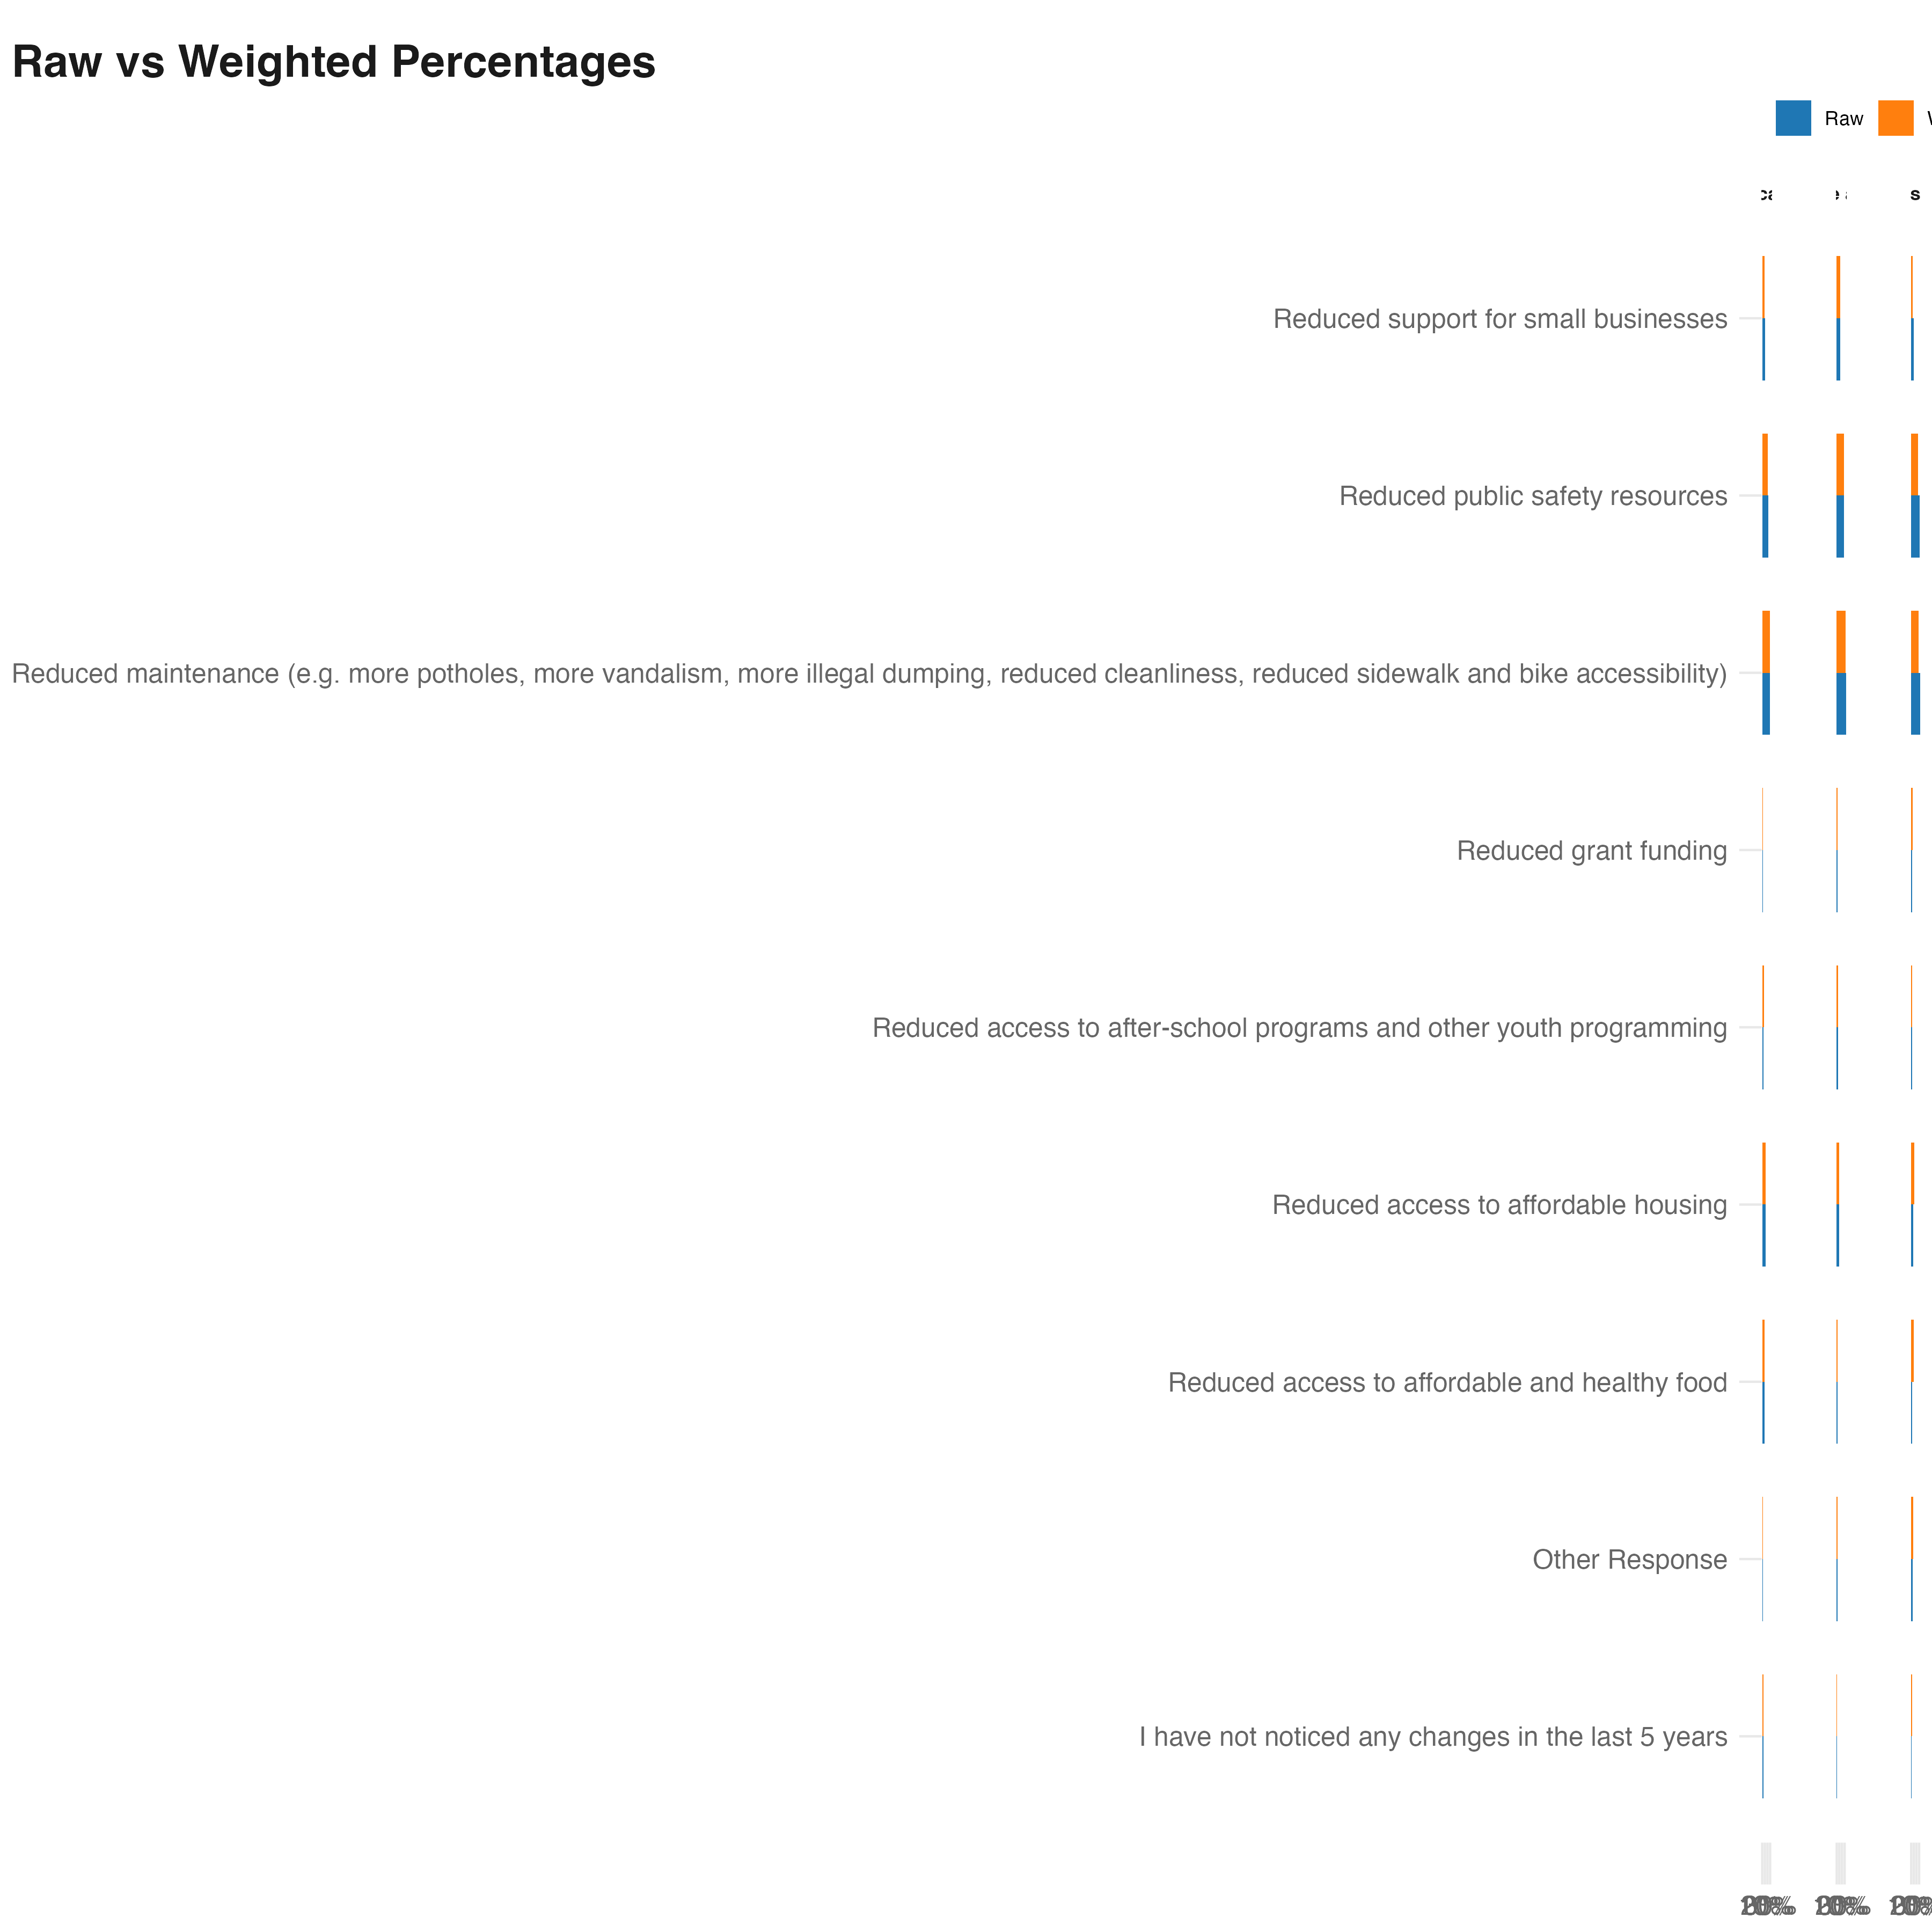 Raw vs Weighted Percentages
Raw
Reduced support for small businesses
Reduced public safety resources
Reduced maintenance (e.g. more potholes, more vandalism, more illegal dumping, reduced cleanliness, reduced sidewalk and bike accessibility)
Reduced grant funding
Reduced access to after-school programs and other youth programming
Reduced access to affordable housing
Reduced access to affordable and healthy food
Other Response
I have not noticed any changes in the last 5 years